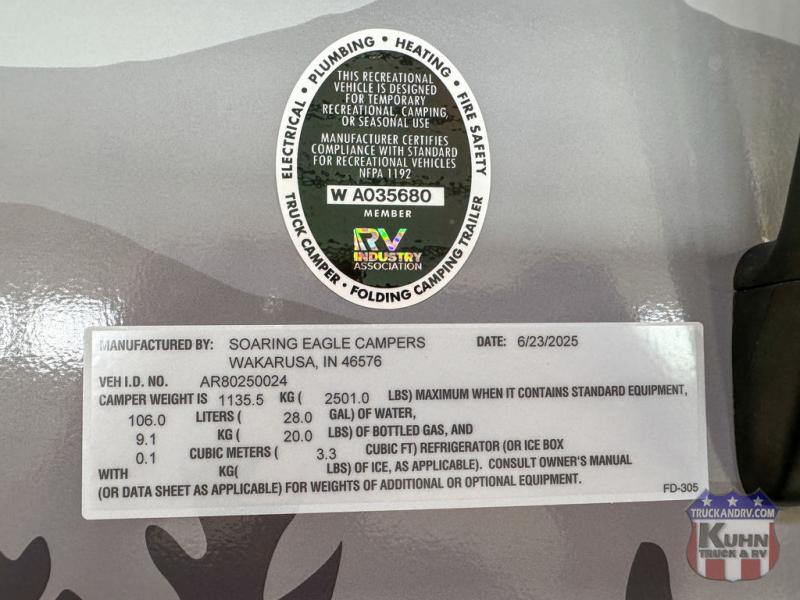 ELECTRICAL • PLUMBING • HEATING • FIRE SAFETY
THIS RECREATIONAL
VEHICLE IS DESIGNED
FOR TEMPORARY
RECREATIONAL, CAMPING,
OR SEASONAL USE
MANUFACTURER CERTIFIES
COMPLIANCE WITH STANDARD
FOR RECREATIONAL VEHICLES
NFPA 1192
W A035680
MEMBER
RV
INDUSTRY
ASSOCIATION
TRUCK CAMPER • FOLDING CAMPING TRAILER
MANUFACTURED BY: SOARING EAGLE CAMPERS DATE: 6/23/2025
WAKARUSA, IN 46576
VEH I.D. NO. AR80250024
CAMPER WEIGHT IS 1135.5 KG ( 2501.0 LBS) MAXIMUM WHEN IT CONTAINS STANDARD EQUIPMENT,
106.0 LITERS ( 28.0 GAL) OF WATER,
9.1 KG ( 20.0 LBS) OF BOTTLED GAS, AND
0.1 CUBIC METERS ( 3.3 CUBIC FT) REFRIGERATOR (OR ICE BOX
WITH KG( LBS) OF ICE, AS APPLICABLE). CONSULT OWNER'S MANUAL
(OR DATA SHEET AS APPLICABLE) FOR WEIGHTS OF ADDITIONAL OR OPTIONAL EQUIPMENT.
FD-305
TRUCKANDRV.COM
KUHN
TRUCK & RV